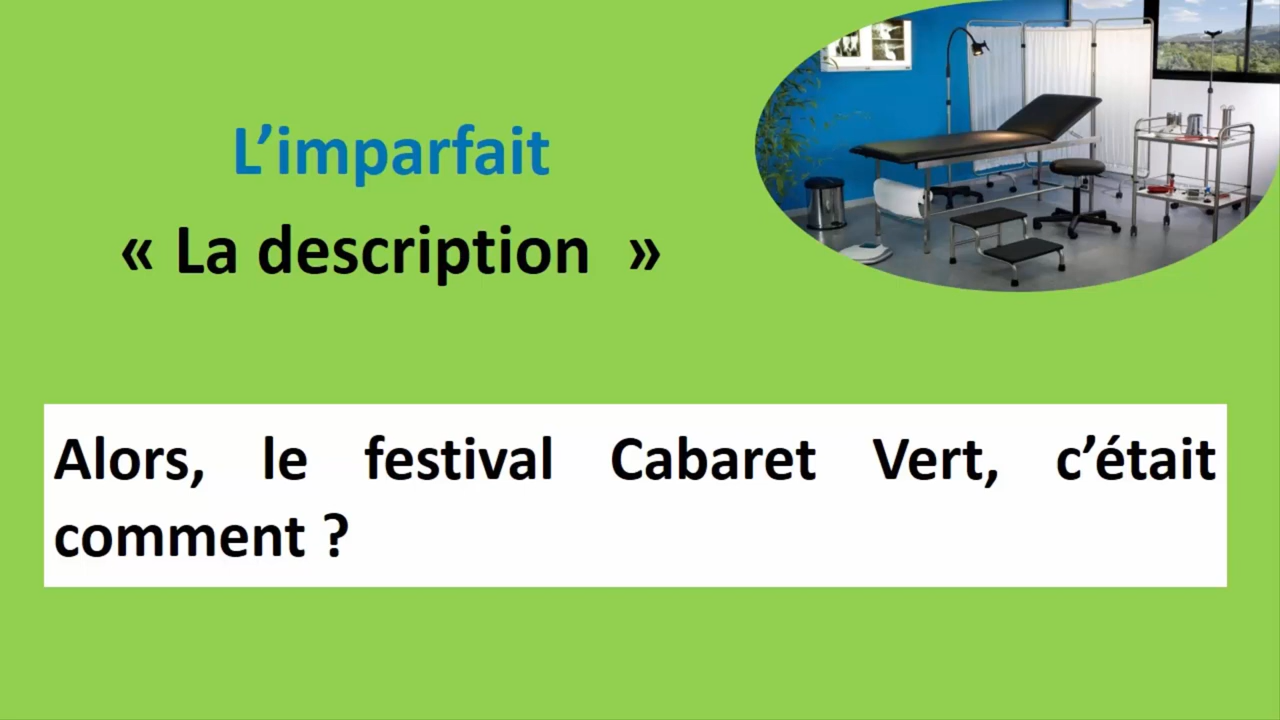 L’imparfait
« La description »
Alors, le festival Cabaret Vert, c’était
comment ?